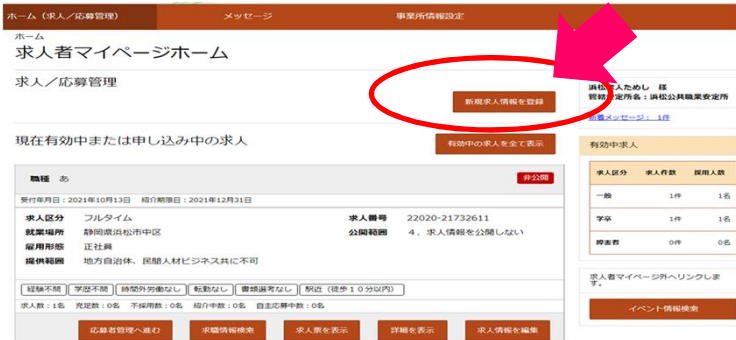 ホーム（求人／応募管理） メッセージ 事業所情報設定
ホーム
求人者マイページホーム
求人／応募管理
新規求人情報を登録
現在有効中または申し込み中の求人
有効中の求人を全て表示
職種 あ
非公開
受付年月日：2021年10月13日 紹介期限日：2021年12月31日
求人区分 フルタイム 求人番号 22020-21732611
就業場所 静岡県浜松市中区 公開範囲 4．求人情報を公開しない
雇用形態 正社員
提供範囲 地方自治体、民間人材ビジネス共に不可
経験不問 学歴不問 時間外労働なし 転勤なし 書類選考なし 駅近（徒歩１０分以内）
求人数：1名 充足数：0名 不採用数：0名 紹介中数：0名 自主応募中数：0名
応募者管理へ進む 求職情報検索 求人票を表示 詳細を表示 求人情報を編集
浜松 人ためし 様
管轄 定所名：浜松公共職業安定所
新着メッセージ： 1件
有効中求人
求人区分 求人件数 採用人数
一般 1件 1名
学卒 1件 1名
障害者 0件 0名
求人者マイページ外へリンクしま
す。
イベント情報検索